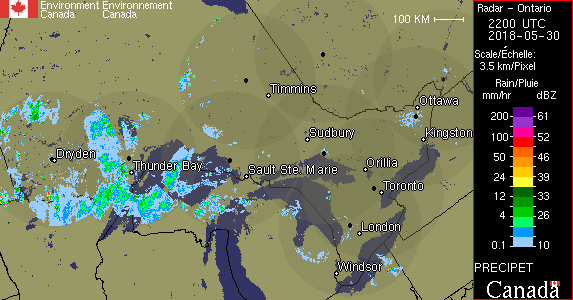 Environment Environnement
Canada Canada
100 KM
Timmins
Ottawa
Sudbury
Kingston
Dryden
Thunder Bay
Sault Ste. Marie
Orillia
Toronto
London
Windsor
Radar - Ontario
2200 UTC
2018-05-30
Scale/Échelle:
3.5 km/Pixel
Rain/Pluie
mm/hr dBZ
200 61
100 52
50 46
24 39
12 33
4 26
0.1 10
PRECIPET
Canada